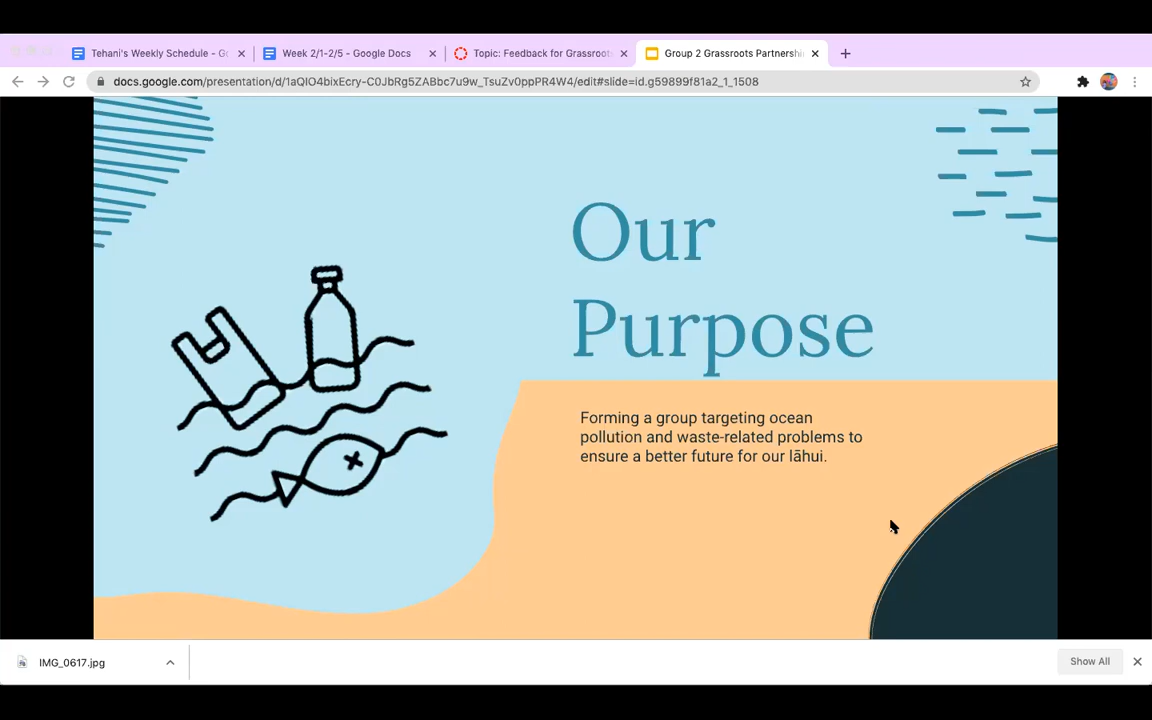 Tehani's Weekly Schedule - Go
Week 2/1-2/5 - Google Docs
Topic: Feedback for Grassroots
Group 2 Grassroots Partnershi
docs.google.com/presentation/d/1aQIO4bixEcry-C0JbRg5ZABbc7u9w_TsuZv0ppPR4W4/edit#slide=id.g59899f81a2_1_1508
Our
Purpose
Forming a group targeting ocean
pollution and waste-related problems to
ensure a better future for our lāhui.
IMG_0617.jpg
Show All